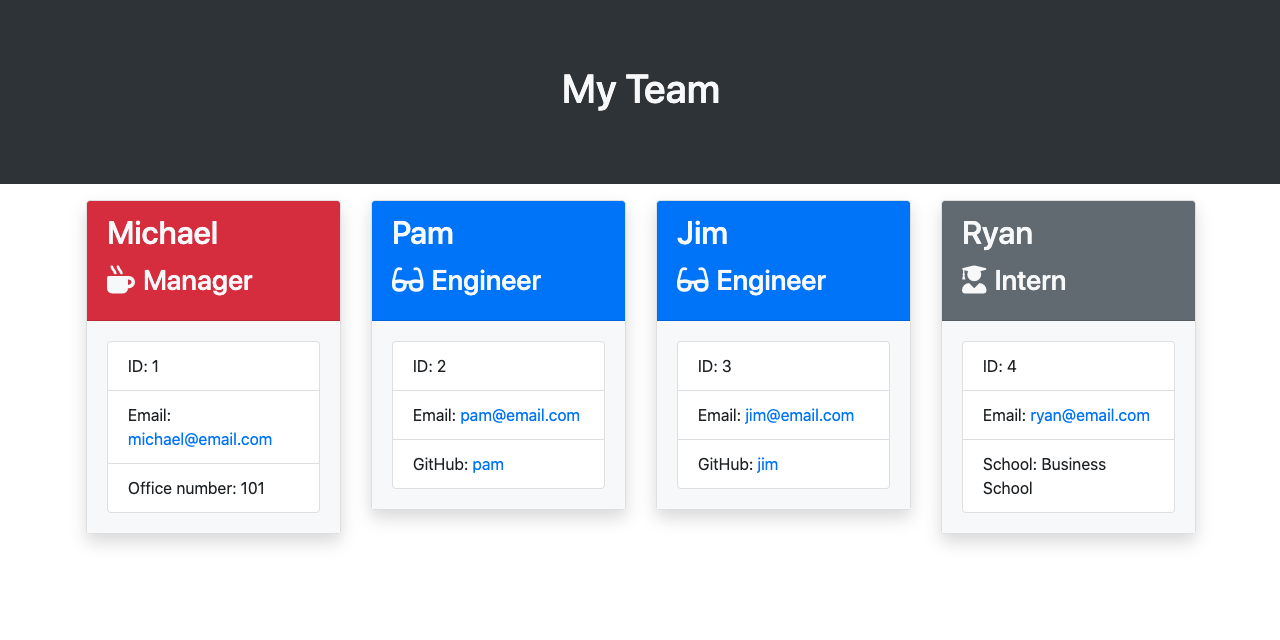 My Team
Michael
Manager
ID: 1
Email:
michael@email.com
Office number: 101
Pam
Engineer
ID: 2
Email: pam@email.com
GitHub: pam
Jim
Engineer
ID: 3
Email: jim@email.com
GitHub: jim
Ryan
Intern
ID: 4
Email: ryan@email.com
School: Business
School